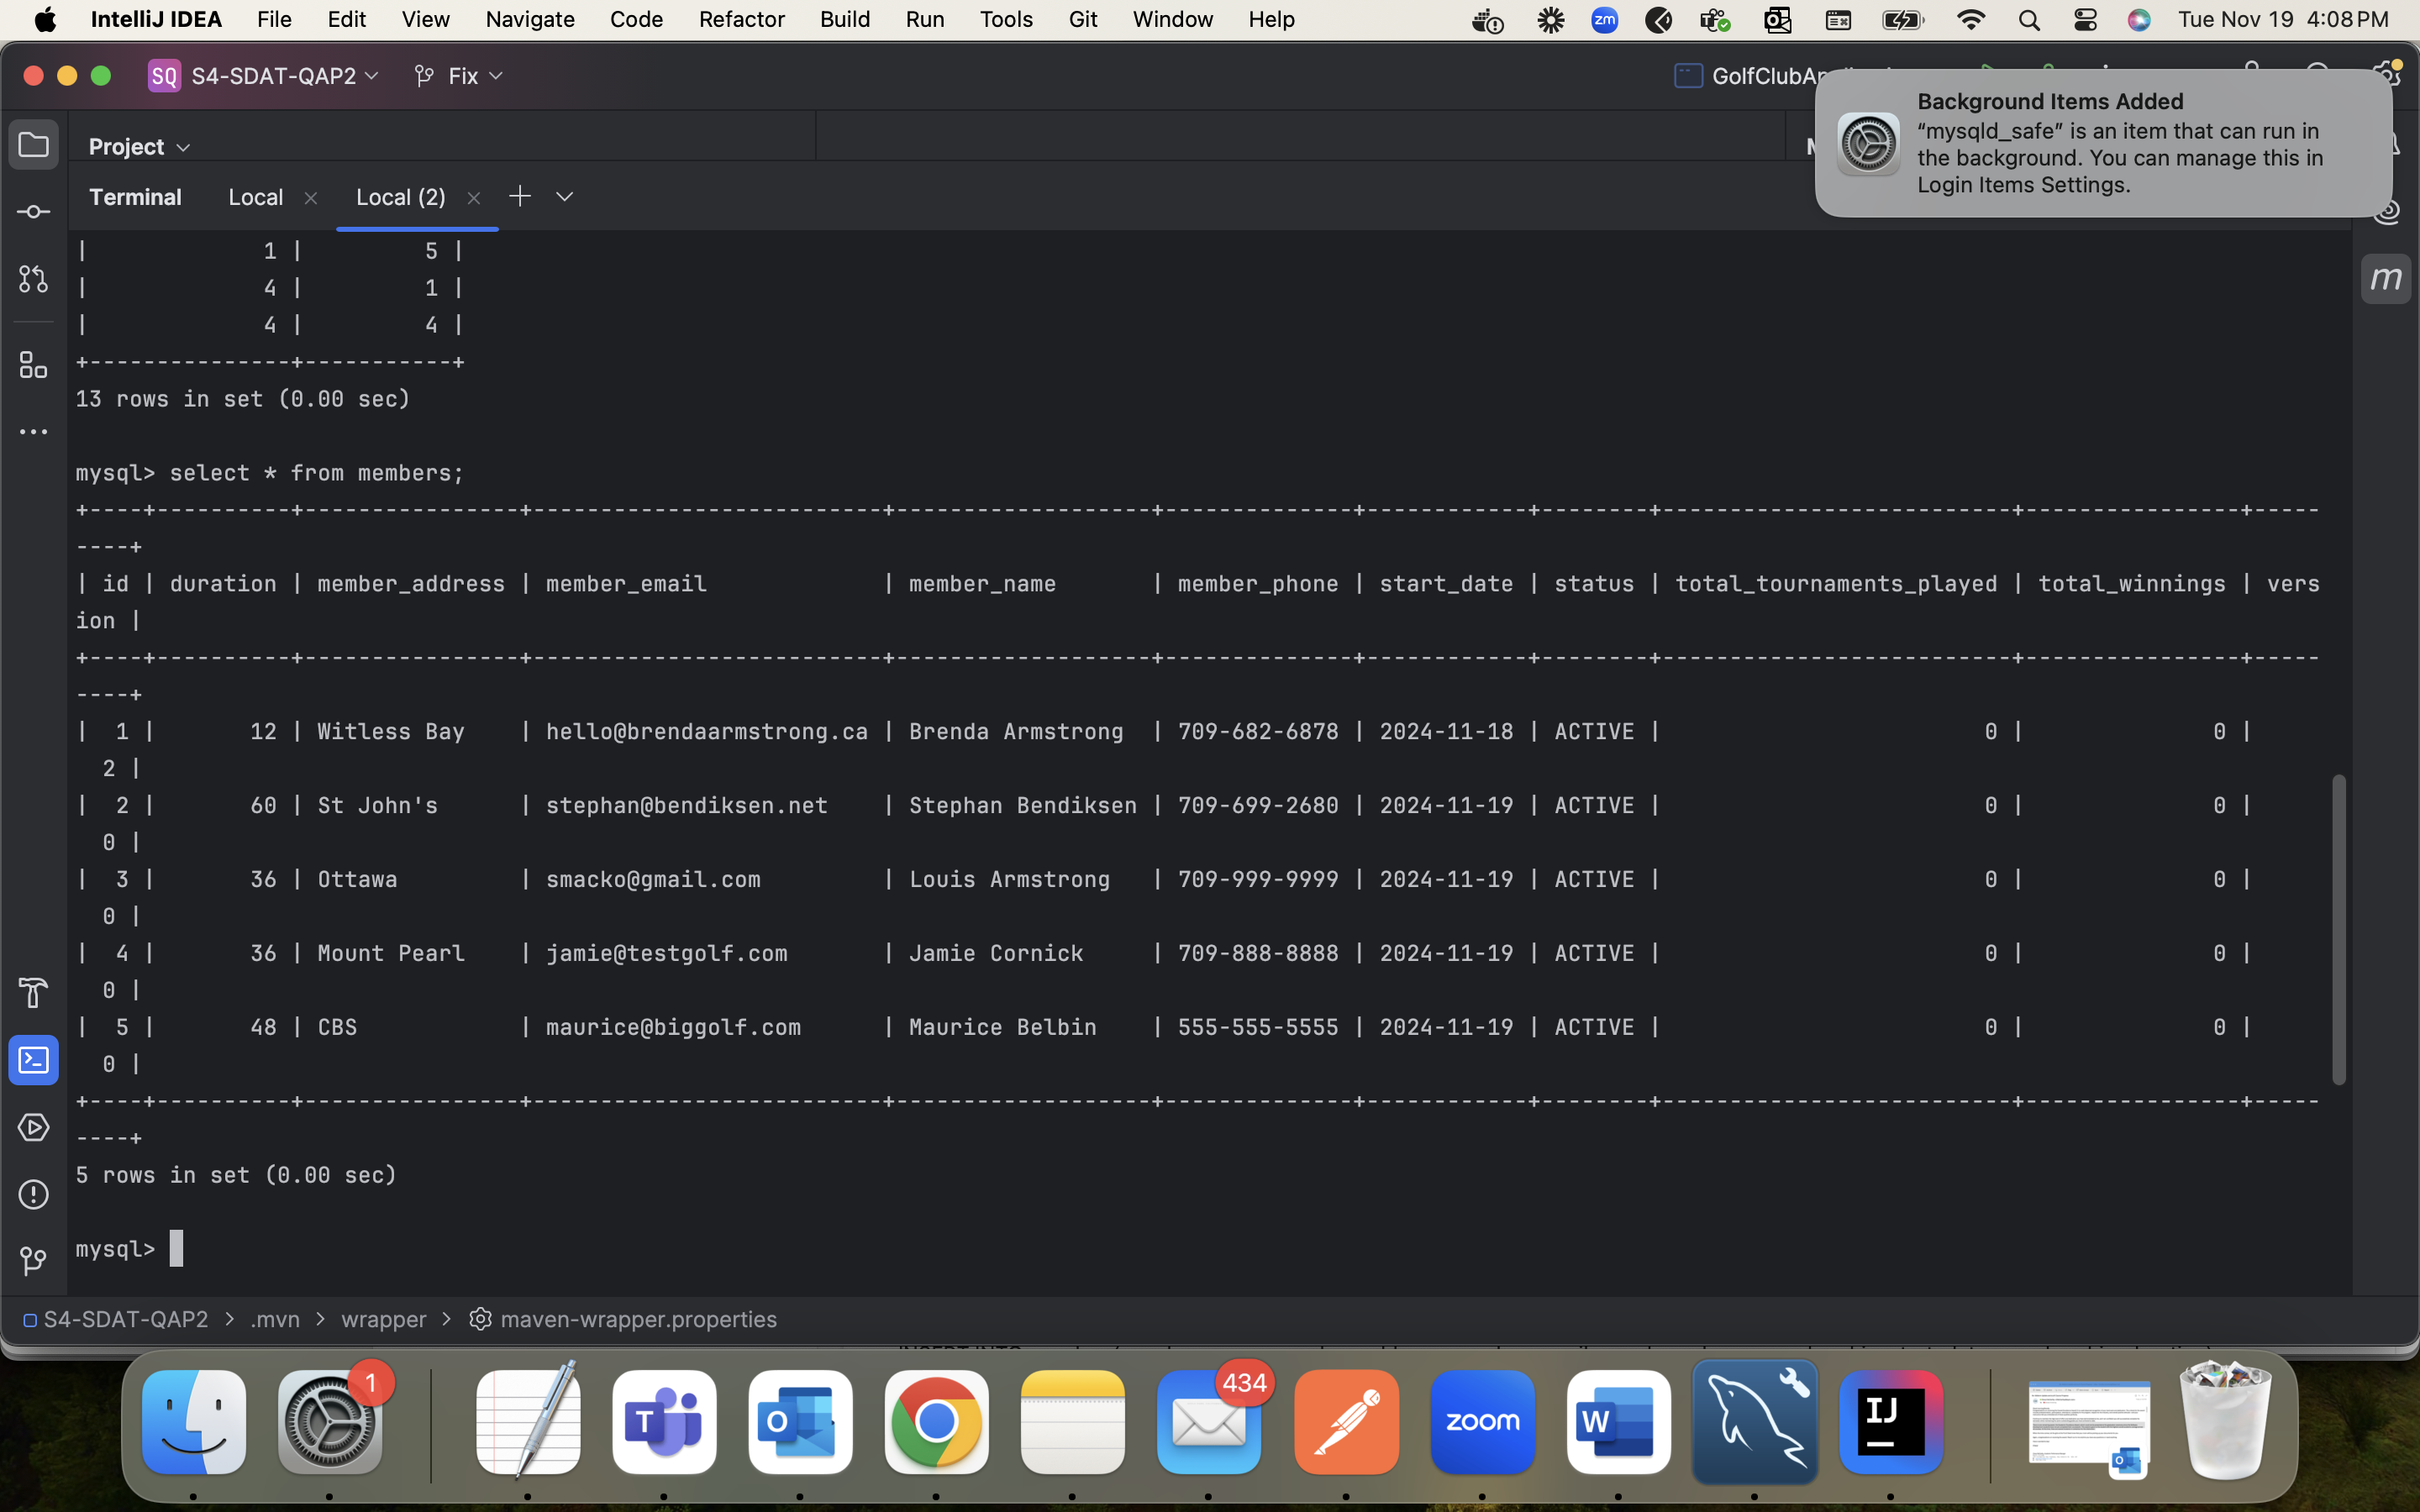 IntelliJ IDEA File Edit View Navigate Code Refactor Build Run Tools Git Window Help zm Tue Nov 19 4:08 PM
SQ S4-SDAT-QAP2 Fix
Background Items Added
“mysqld_safe” is an item that can run in
the background. You can manage this in
Login Items Settings.
Project
Terminal Local Local (2)
m
| 1 | 5 |
| 4 | 1 |
| 4 | 4 |
+---------------+-----------+
13 rows in set (0.00 sec)
mysql> select * from members;
+----+----------+----------------+--------------------------+-------------------+--------------+------------+--------+--------------------------+----------------+-----
----+
| id | duration | member_address | member_email | member_name | member_phone | start_date | status | total_tournaments_played | total_winnings | vers
ion |
+----+----------+----------------+--------------------------+-------------------+--------------+------------+--------+--------------------------+----------------+-----
----+
| 1 | 12 | Witless Bay | hello@brendaarmstrong.ca | Brenda Armstrong | 709-682-6878 | 2024-11-18 | ACTIVE | 0 | 0 |
2 |
| 2 | 60 | St John's | stephan@bendiksen.net | Stephan Bendiksen | 709-699-2680 | 2024-11-19 | ACTIVE | 0 | 0 |
0 |
| 3 | 36 | Ottawa | smacko@gmail.com | Louis Armstrong | 709-999-9999 | 2024-11-19 | ACTIVE | 0 | 0 |
0 |
| 4 | 36 | Mount Pearl | jamie@testgolf.com | Jamie Cornick | 709-888-8888 | 2024-11-19 | ACTIVE | 0 | 0 |
0 |
| 5 | 48 | CBS | maurice@biggolf.com | Maurice Belbin | 555-555-5555 | 2024-11-19 | ACTIVE | 0 | 0 |
0 |
+----+----------+----------------+--------------------------+-------------------+--------------+------------+--------+--------------------------+----------------+-----
----+
5 rows in set (0.00 sec)
mysql>
S4-SDAT-QAP2 > .mvn > wrapper > maven-wrapper.properties
1
434
T
O
zoom
W
IJ